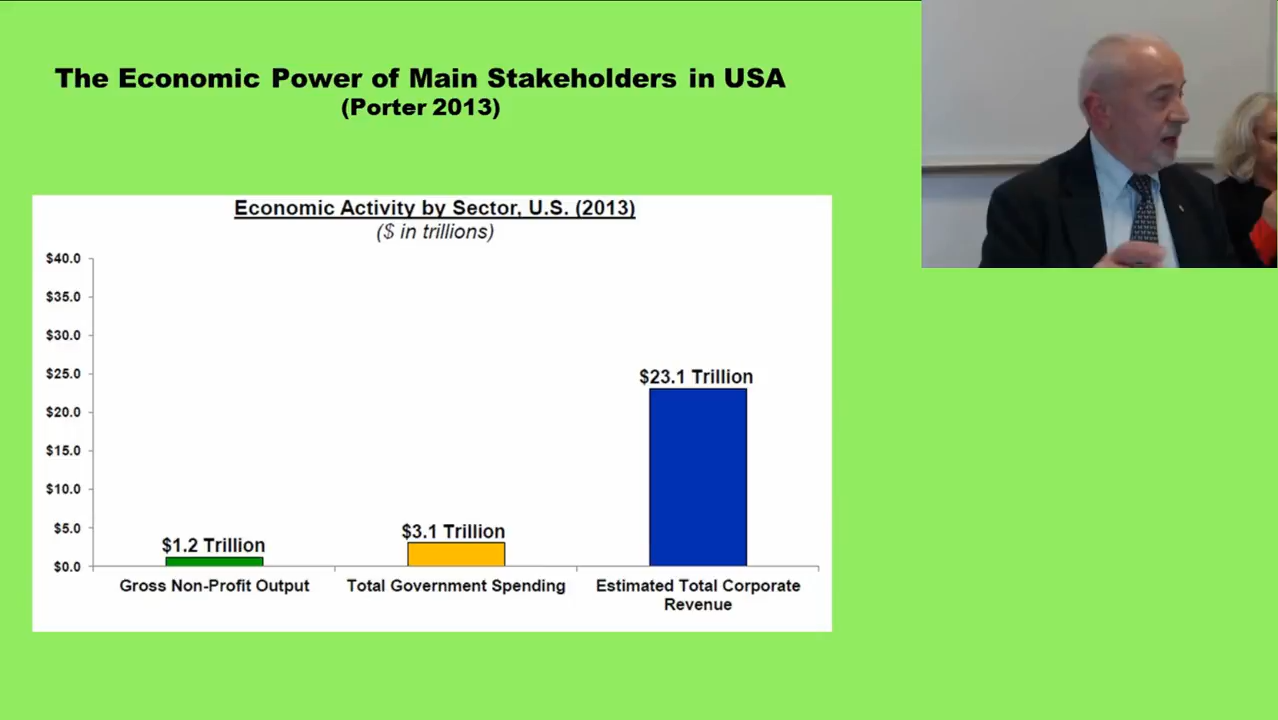 The Economic Power of Main Stakeholders in USA
(Porter 2013)
Economic Activity by Sector, U.S. (2013)
($ in trillions)
$40.0
$35.0
$30.0
$25.0
$20.0
$15.0
$10.0
$5.0
$0.0
$1.2 Trillion
$3.1 Trillion
$23.1 Trillion
Gross Non-Profit Output
Total Government Spending
Estimated Total Corporate
Revenue